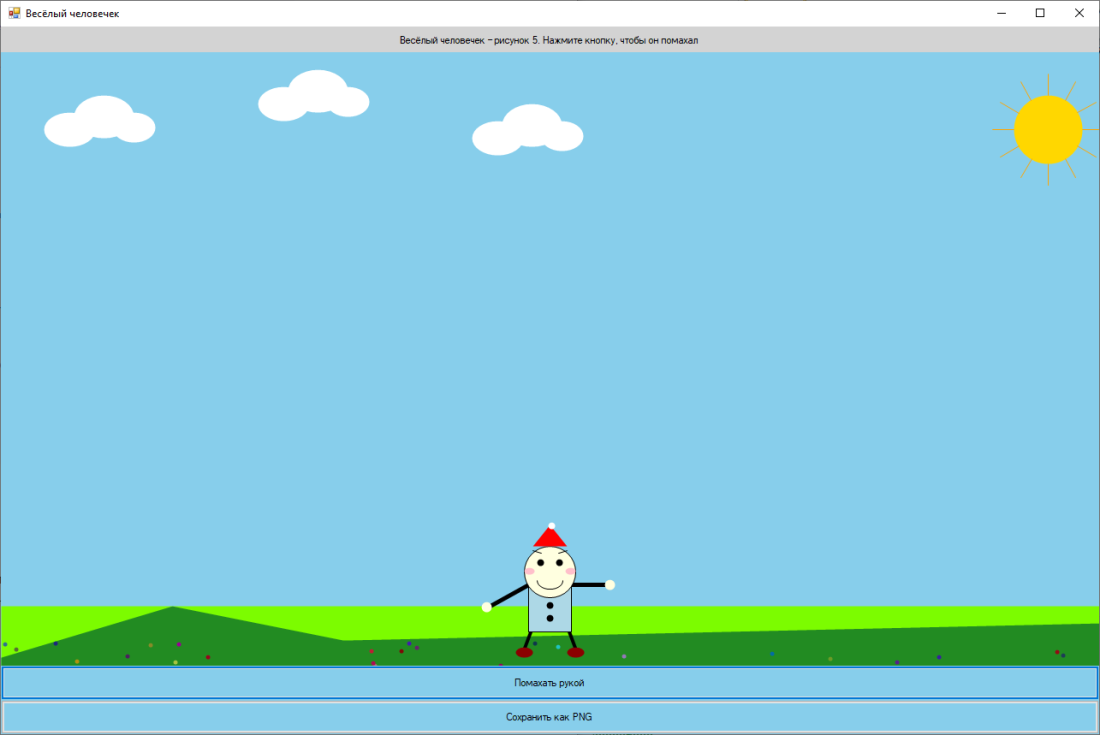 Весёлый человечек
Весёлый человечек – рисунок 5. Нажмите кнопку, чтобы он помахал
Помахать рукой
Сохранить как PNG